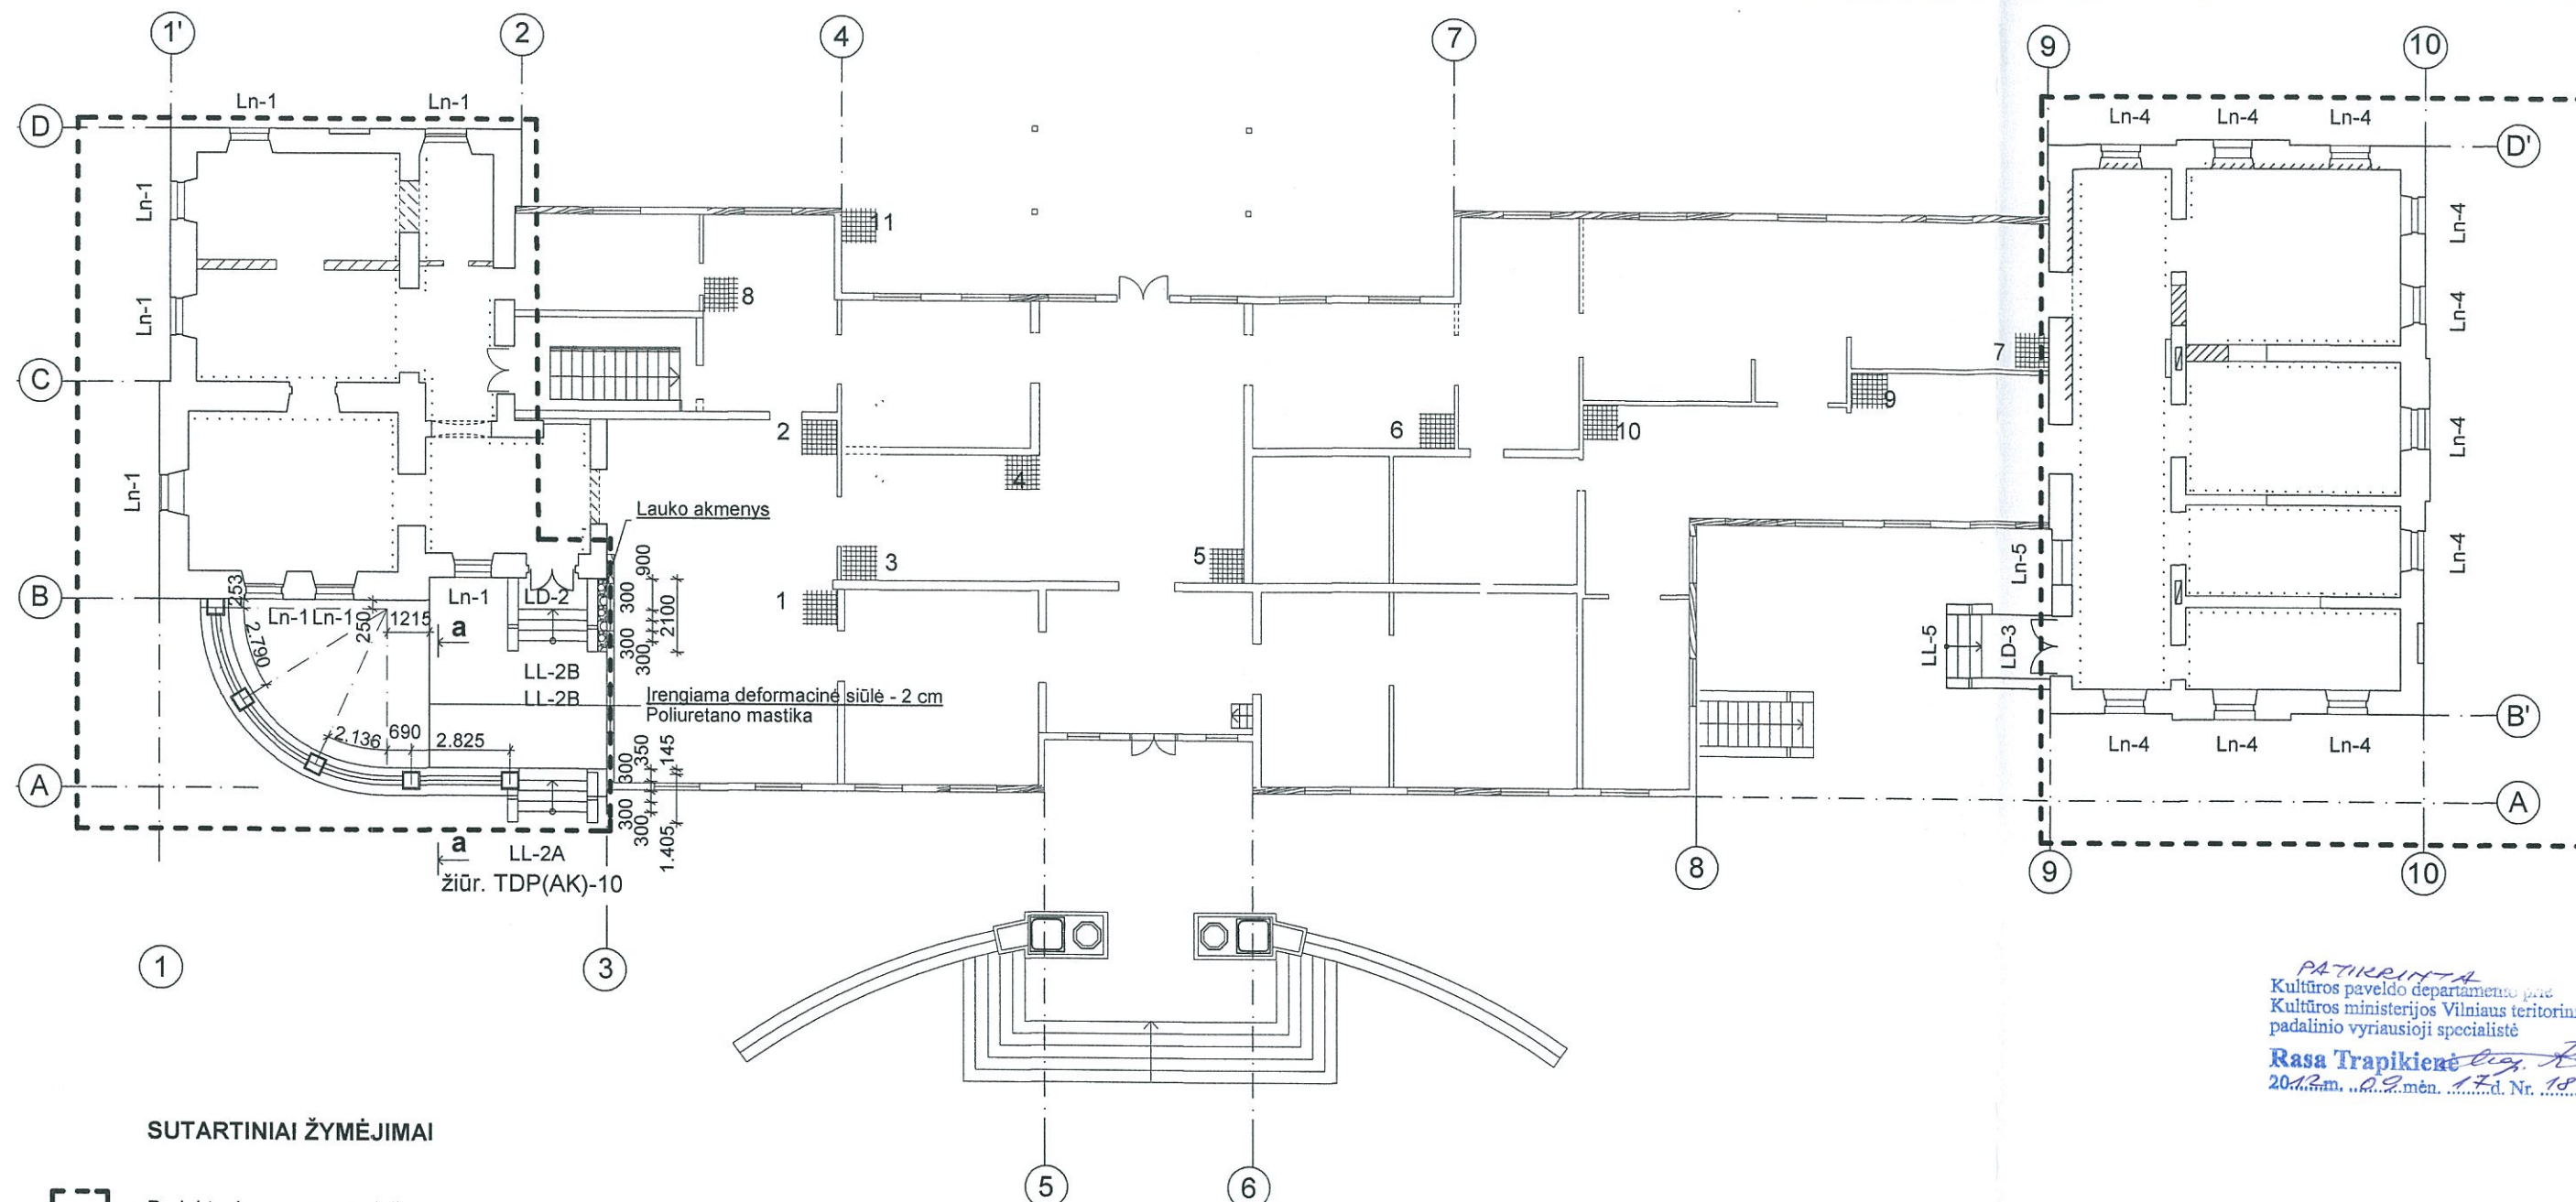 1' 2 4 7 9 10
Ln-1 Ln-1
Ln-4 Ln-4 Ln-4
D D'
Ln-1
11
Ln-4
8
Ln-1
Ln-4
7
C
9
2 6 10
Ln-4
4
Ln-1
Lauko akmenys
3 5
Ln-5
Ln-4
B
253
Ln-1 Ln-1
250
1215
Ln-1
LD-2
900
300
2100
300
300
1
a
2.790
LL-2B
LL-2B
LL-5
LD-3
Įrengiama deformacinė siūlė - 2 cm
Poliuretano mastika
B'
2.136 690 2.825
350 145
300
Ln-4 Ln-4 Ln-4
A A
300
300
1.405
a
LL-2A
žiūr. TDP(AK)-10
8 9 10
1 3
PATIKRINTA
Kultūros paveldo departamento prie
Kultūros ministerijos Vilniaus
padalinio vyriausioji specialistė
Rasa Trapikienė
2012 m. 09 mėn. 17 d. Nr. 18
SUTARTINIAI ŽYMĖJIMAI
5 6